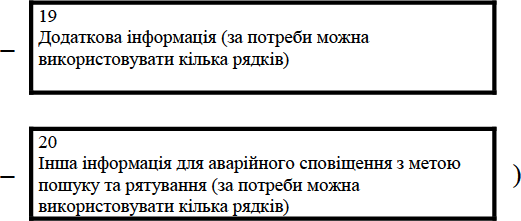 19
– Додаткова інформація (за потреби можна
використовувати кілька рядків)
20
Інша інформація для аварійного сповіщення з метою
– пошуку та рятування (за потреби можна )
використовувати кілька рядків)